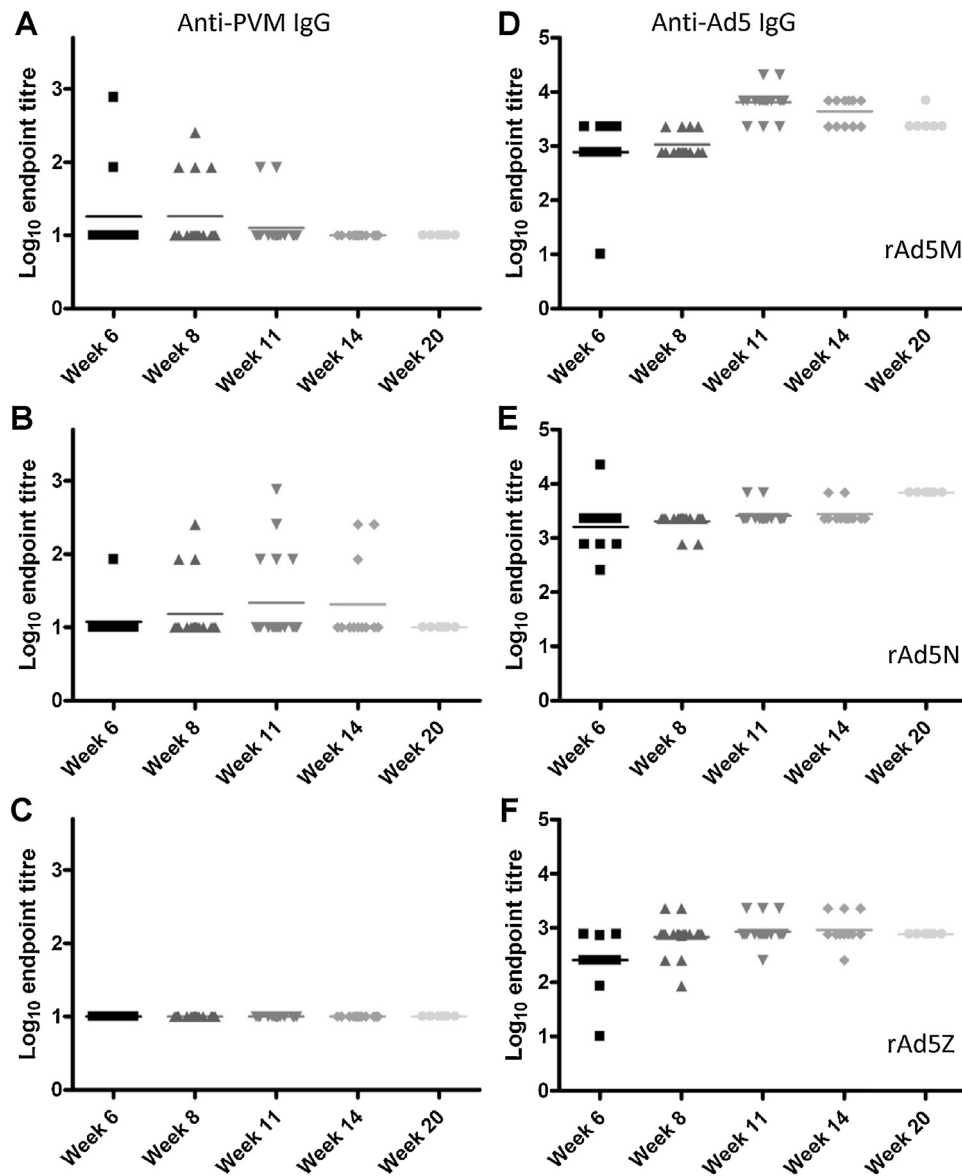 A
Anti-PVM IgG
Log10 endpoint titre
3
2
1
0
Week 6
Week 8
Week 11
Week 14
Week 20
D
Anti-Ad5 IgG
Log10 endpoint titre
5
4
3
2
1
0
rAd5M
Week 6
Week 8
Week 11
Week 14
Week 20
B
Log10 endpoint titre
3
2
1
0
Week 6
Week 8
Week 11
Week 14
Week 20
E
Log10 endpoint titre
5
4
3
2
1
0
rAd5N
Week 6
Week 8
Week 11
Week 14
Week 20
C
Log10 endpoint titre
3
2
1
0
Week 6
Week 8
Week 11
Week 14
Week 20
F
Log10 endpoint titre
5
4
3
2
1
0
rAd5Z
Week 6
Week 8
Week 11
Week 14
Week 20